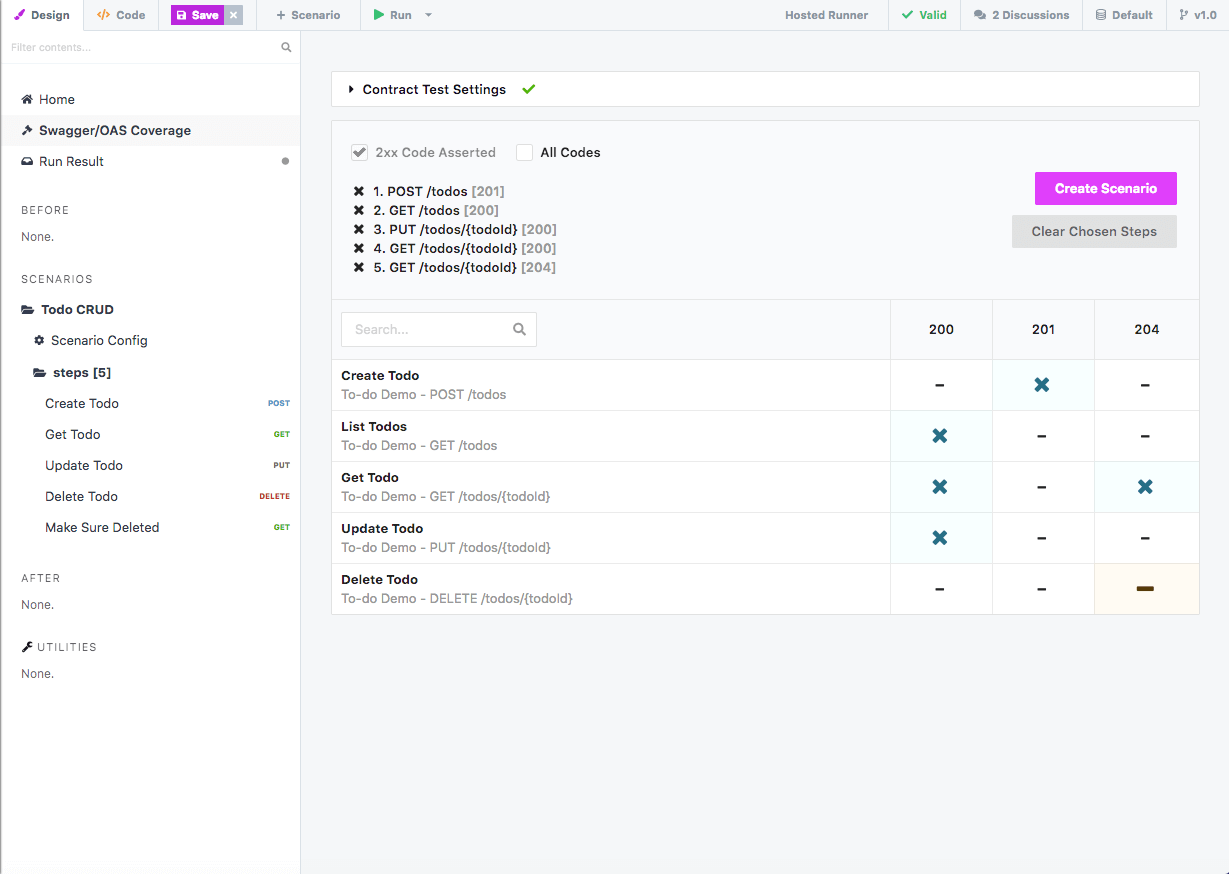 Design
Code
Save
Scenario
Run
Hosted Runner
Valid
2 Discussions
Default
v1.0
Filter contents...
Home
Swagger/OAS Coverage
Run Result
BEFORE
None.
SCENARIOS
Todo CRUD
Scenario Config
steps [5]
Create Todo POST
Get Todo GET
Update Todo PUT
Delete Todo DELETE
Make Sure Deleted GET
AFTER
None.
UTILITIES
None.
Contract Test Settings
2xx Code Asserted
All Codes
1. POST /todos [201]
2. GET /todos [200]
3. PUT /todos/{todoId} [200]
4. GET /todos/{todoId} [200]
5. GET /todos/{todoId} [204]
Create Scenario
Clear Chosen Steps
Search...
200 201 204
Create Todo
To-do Demo - POST /todos
List Todos
To-do Demo - GET /todos
Get Todo
To-do Demo - GET /todos/{todoId}
Update Todo
To-do Demo - PUT /todos/{todoId}
Delete Todo
To-do Demo - DELETE /todos/{todoId}